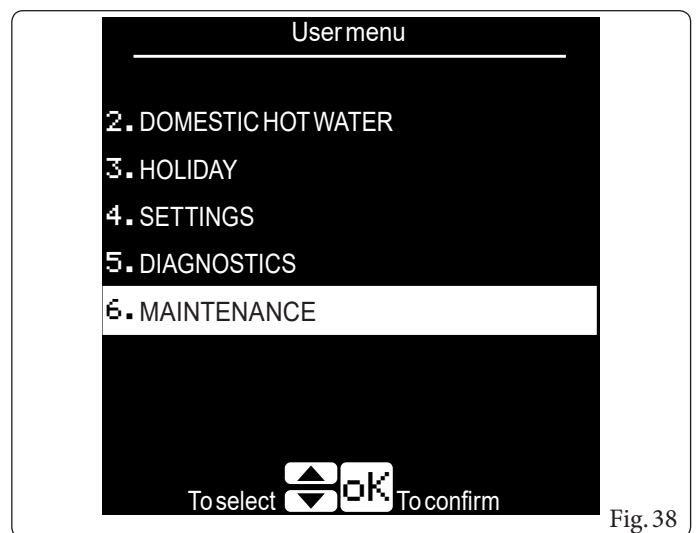 User menu
2. DOMESTIC HOT WATER
3. HOLIDAY
4. SETTINGS
5. DIAGNOSTICS
6. MAINTENANCE
To select oK To confirm
Fig. 38